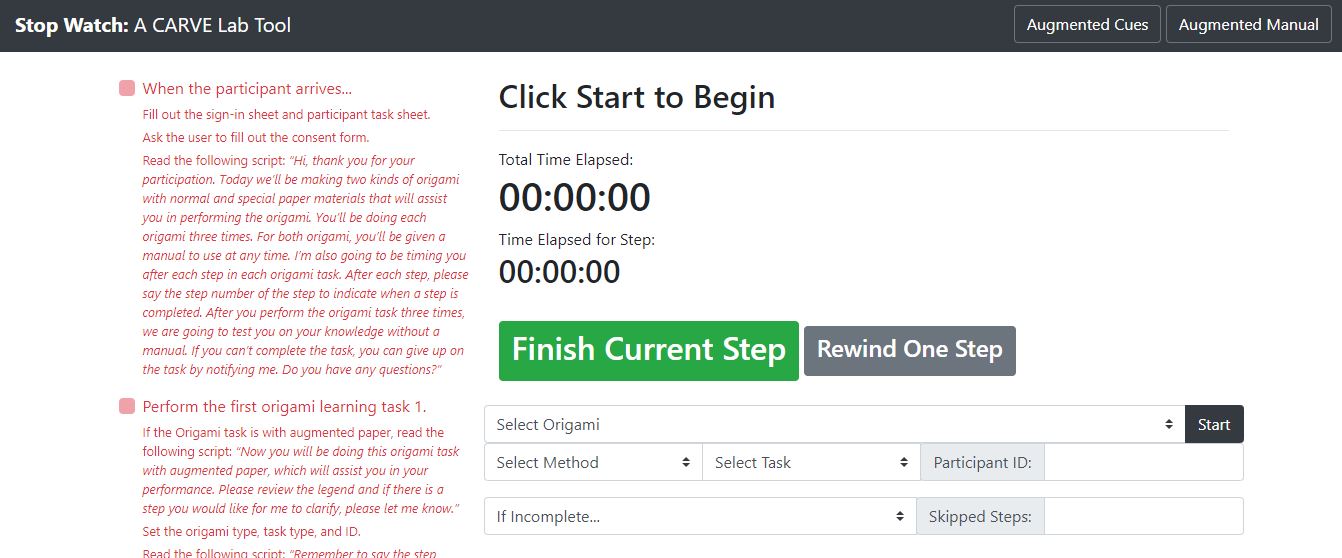 Stop Watch: A CARVE Lab Tool
Augmented Cues
Augmented Manual
When the participant arrives...
Fill out the sign-in sheet and participant task sheet.
Ask the user to fill out the consent form.
Read the following script: "Hi, thank you for your
participation. Today we'll be making two kinds of origami
with normal and special paper materials that will assist
you in performing the origami. You'll be doing each
origami three times. For both origami, you'll be given a
manual to use at any time. I'm also going to be timing you
after each step in each origami task. After each step, please
say the step number of the step to indicate when a step is
completed. After you perform the origami task three times,
we are going to test you on your knowledge without a
manual. If you can't complete the task, you can give up on
the task by notifying me. Do you have any questions?"
Perform the first origami learning task 1.
If the Origami task is with augmented paper, read the
following script: "Now you will be doing this origami task
with augmented paper, which will assist you in your
performance. Please review the legend and if there is a
step you would like for me to clarify, please let me know."
Set the origami type, task type, and ID.
Read the following script: "Remember to say the step
Click Start to Begin
Total Time Elapsed:
00:00:00
Time Elapsed for Step:
00:00:00
Finish Current Step
Rewind One Step
Select Origami
Start
Select Method
Select Task
Participant ID:
If Incomplete...
Skipped Steps: